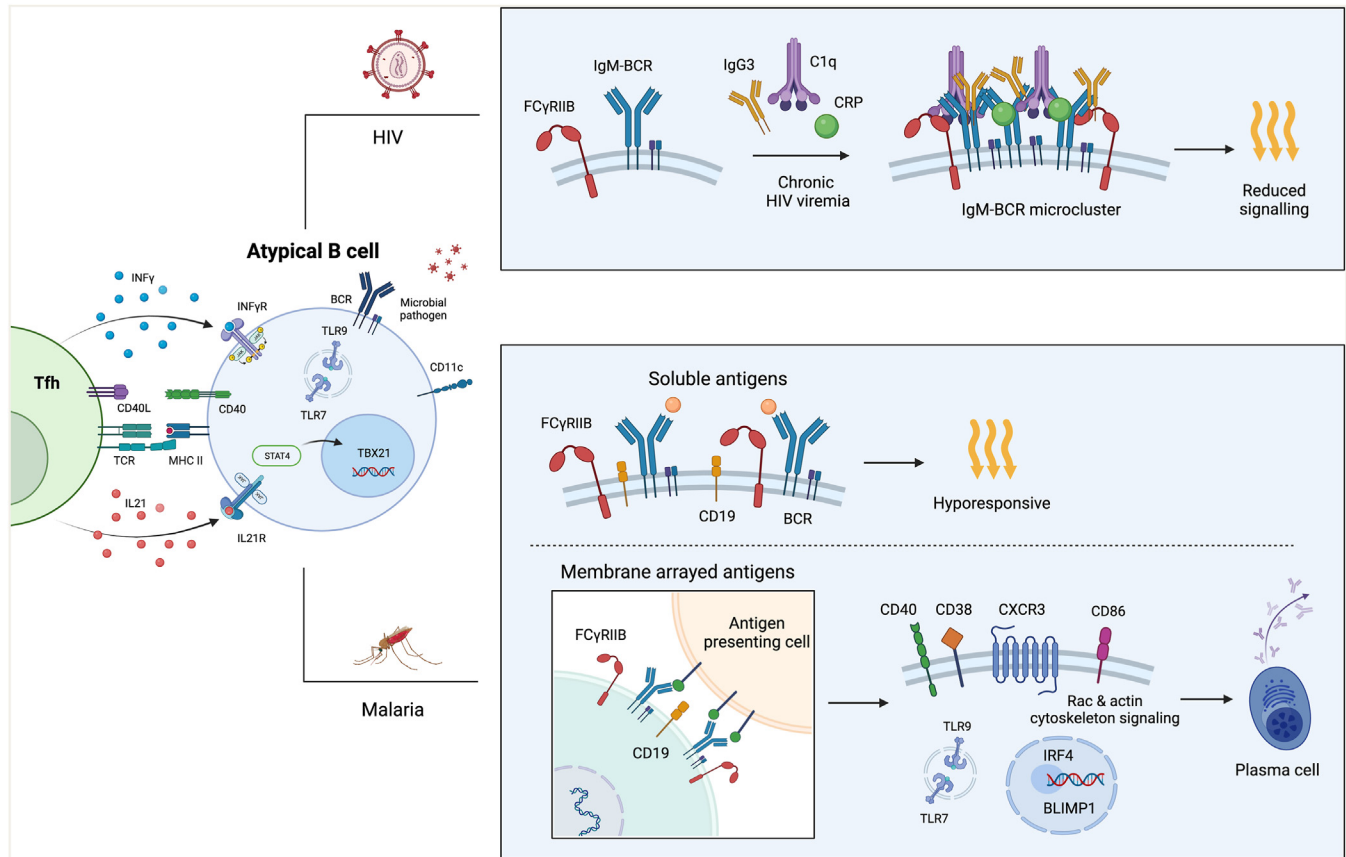 HIV
Atypical B cell
INFγ
INFγR
BCR
Microbial
pathogen
TLR9
TLR7
CD11c
Tfh
CD40L
CD40
TCR
MHC II
STAT4
TBX21
IL21
IL21R
Malaria
FCγRIIB
IgM-BCR
IgG3
C1q
CRP
Chronic
HIV viremia
IgM-BCR microcluster
Reduced
signalling
Soluble antigens
FCγRIIB
CD19
BCR
Hyporesponsive
Membrane arrayed antigens
FCγRIIB
Antigen
presenting cell
CD19
CD40
CD38
CXCR3
CD86
Rac & actin
cytoskeleton signaling
TLR9
TLR7
IRF4
BLIMP1
Plasma cell